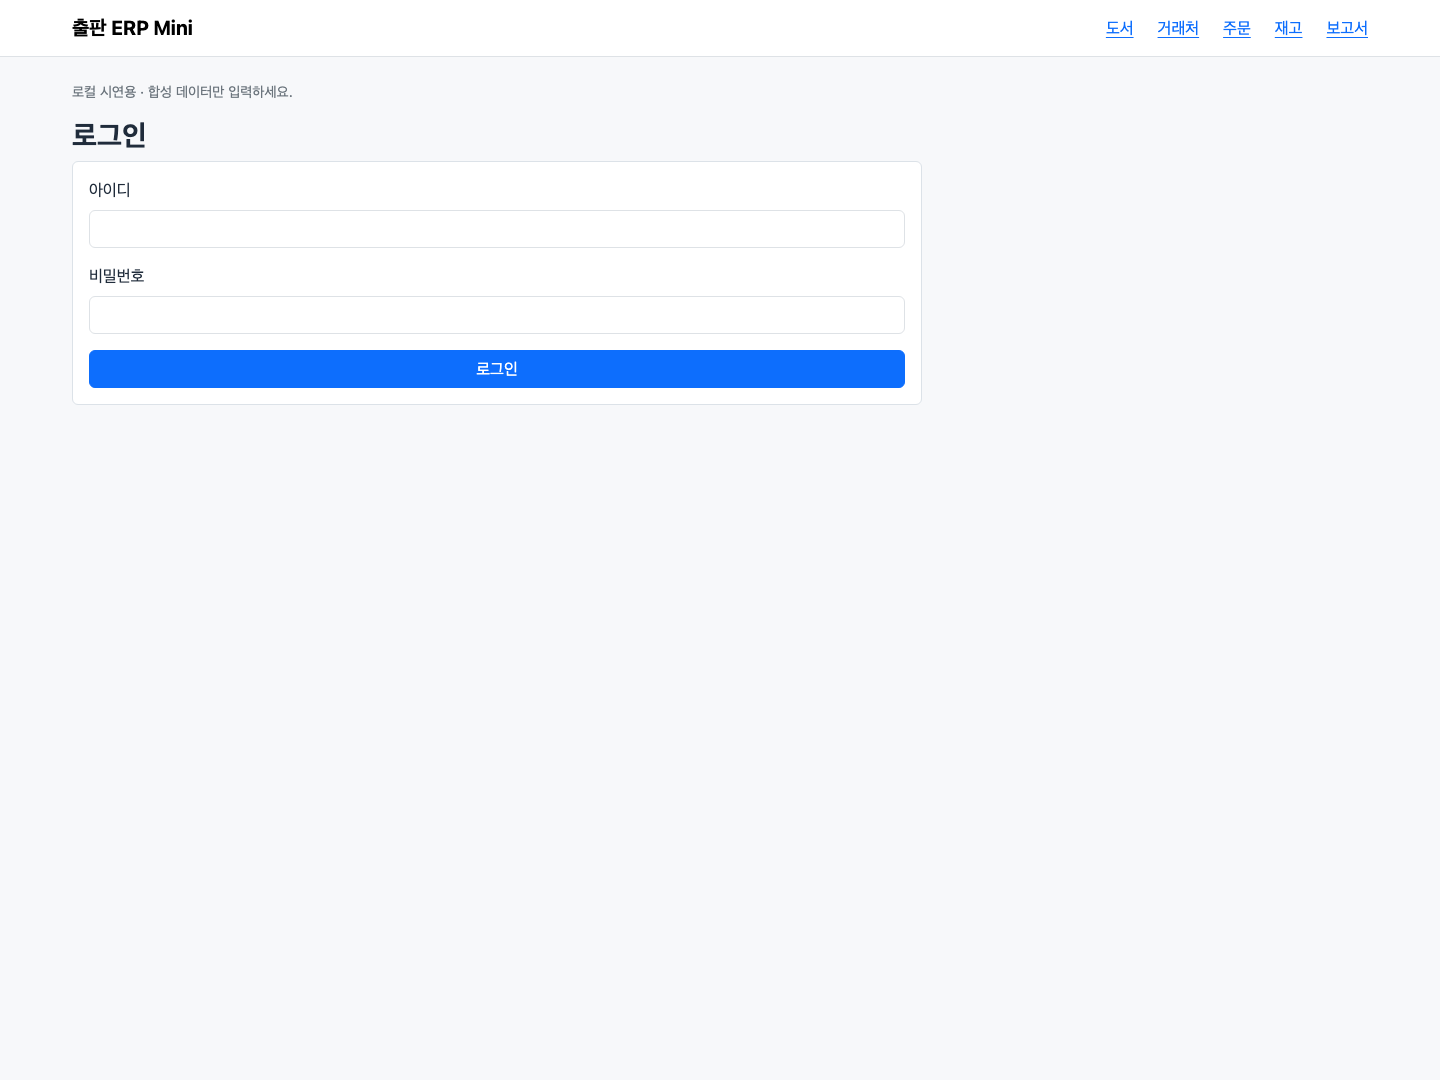 출판 ERP Mini
도서 거래처 주문 재고 보고서
로컬 시연용 · 합성 데이터만 입력하세요.
로그인
아이디
비밀번호
로그인